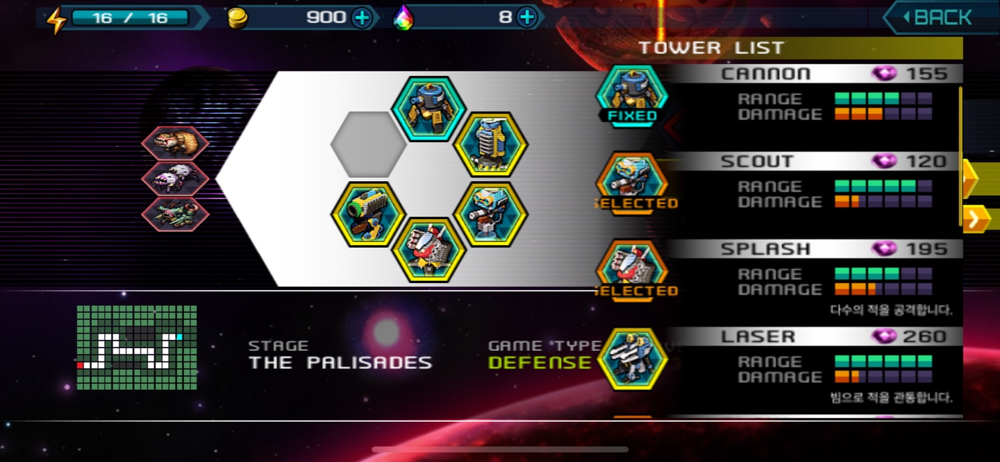 16 / 16
900
8
BACK
TOWER LIST
CANNON 155
RANGE
DAMAGE
FIXED
SCOUT 120
RANGE
DAMAGE
SELECTED
SPLASH 195
RANGE
DAMAGE
SELECTED
다수의 적을 공격합니다.
LASER 260
RANGE
DAMAGE
빔으로 적을 관통합니다.
STAGE
THE PALISADES
GAME TYPE
DEFENSE